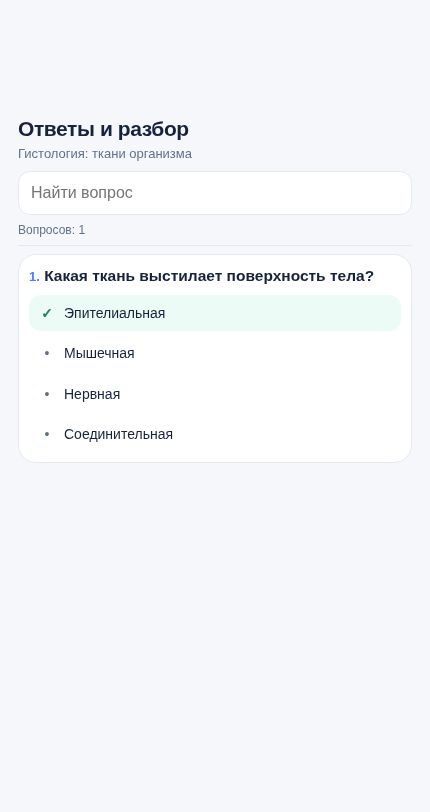 Ответы и разбор
Гистология: ткани организма
Найти вопрос
Вопросов: 1
1. Какая ткань выстилает поверхность тела?
✓ Эпителиальная
• Мышечная
• Нервная
• Соединительная